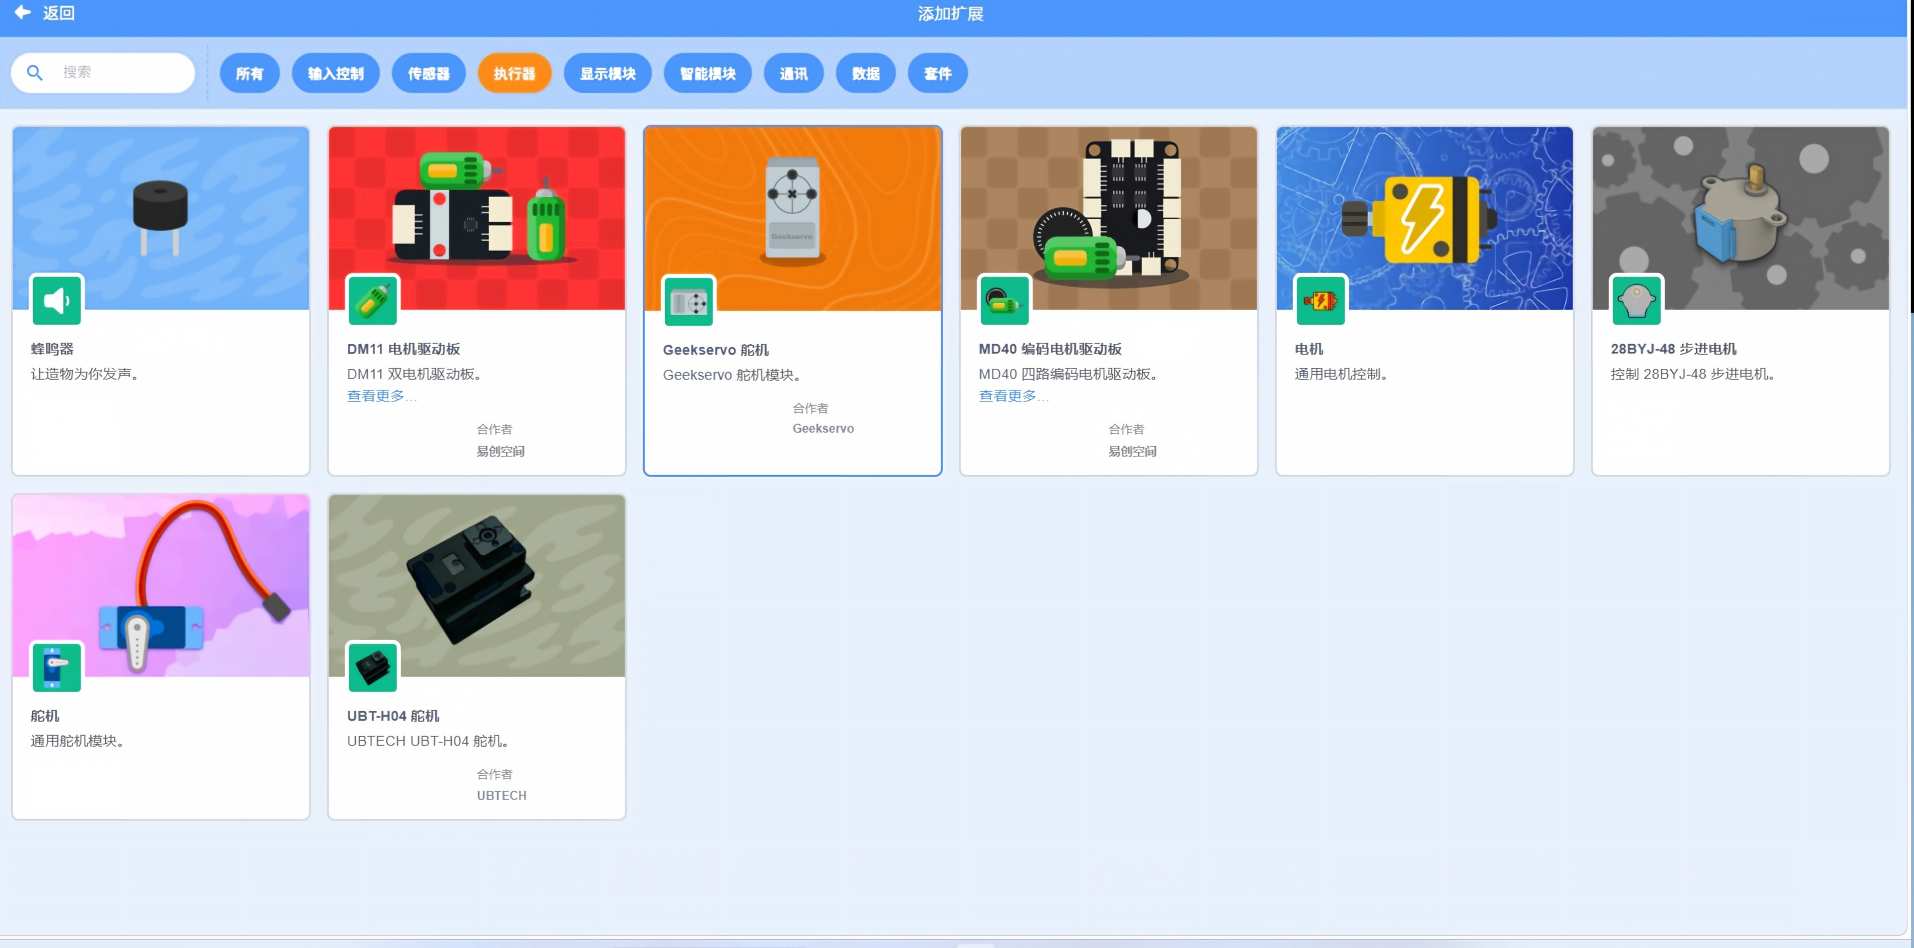 返回
添加扩展
搜索
所有
输入控制
传感器
执行器
显示模块
智能模块
通讯
数据
套件
蜂鸣器
让造物为你发声。
DM11 电机驱动板
DM11 双电机驱动板。
查看更多...
合作者
易创空间
Geekservo
Geekservo 舵机
Geekservo 舵机模块。
合作者
Geekservo
MD40 编码电机驱动板
MD40 四路编码电机驱动板。
查看更多...
合作者
易创空间
电机
通用电机控制。
28BYJ-48 步进电机
控制 28BYJ-48 步进电机。
舵机
通用舵机模块。
UBT-H04 舵机
UBTECH UBT-H04 舵机。
合作者
UBTECH